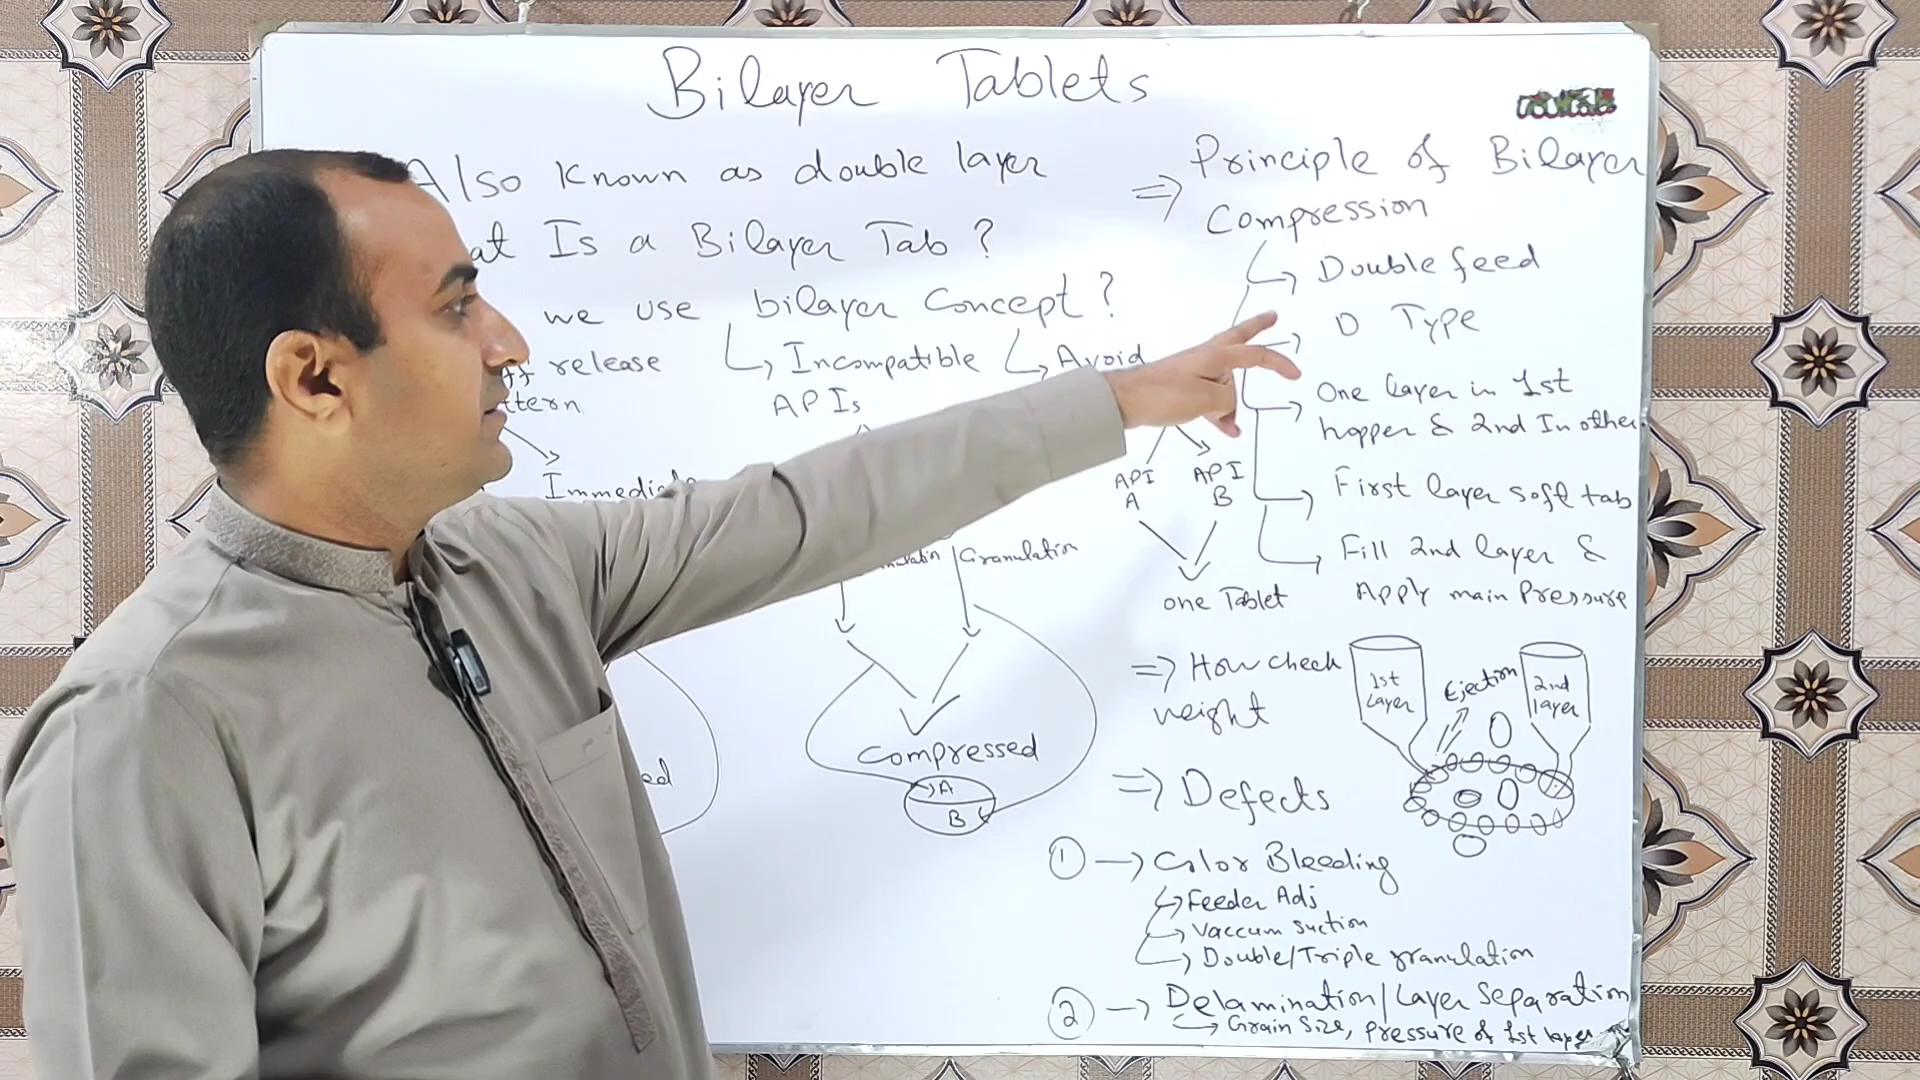 Bilayer Tablets
Also Known as double layer
at Is a Bilayer Tab?
we use bilayer Concept?
release
ttern
Immediate
Incompatible
APIs
Avoid
Granulation
Compressed
A
B
ed
API
A
API
B
one Tablet
=> Principle of Bilayer
Compression
Double feed
D Type
One layer in 1st
hopper & 2nd In other.
First layer soft tab
Fill 2nd layer &
Apply main Pressure
=> How check
weight
1st
Layer
Ejection
2nd
layer
=> Defects
1 → Color Bleeding
Feeder Adj
Vaccum suction
Double/Triple granulation
2 → Delamination/Layer Separation
Grain Size, pressure of 1st layer